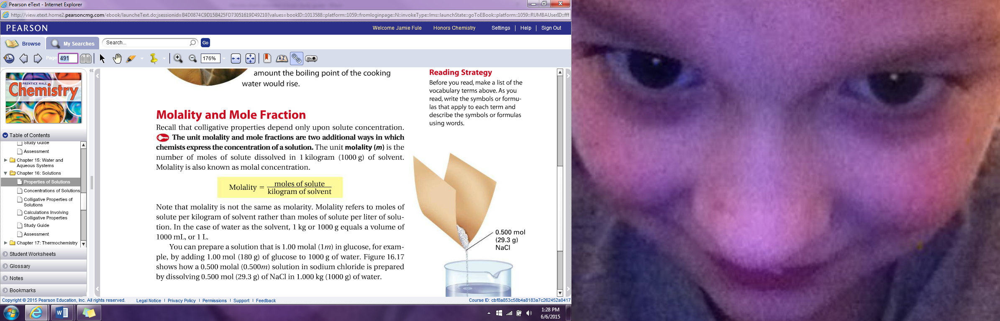 Pearson eText - Internet Explorer
http://view.etext.home2.pearsoncmg.com/ebook/launcheText.do;jsessionid=B4D0874C9D15B425FD73051619D49210?values=bookID::1013588::platform::1059::fromloginpage::N::invokeType::lms::launchState::goToEBook::platform::1059::RUMBAUserID::fff
PEARSON
Welcome Jamie Fule Honors Chemistry Settings | Help | Sign Out
Browse My Searches Search... Go
Page 491 176% A Z
PRENTICE HALL
Chemistry
Table of Contents
Study Guide
Assessment
Chapter 15: Water and
Aqueous Systems
Chapter 16: Solutions
Properties of Solutions
Concentrations of Solutions
Colligative Properties of
Solutions
Calculations Involving
Colligative Properties
Study Guide
Assessment
Chapter 17: Thermochemistry
Student Worksheets
Glossary
Notes
Bookmarks
amount the boiling point of the cooking
water would rise.
Molality and Mole Fraction
Recall that colligative properties depend only upon solute concentration.
The unit molality and mole fractions are two additional ways in which
chemists express the concentration of a solution. The unit molality (m) is the
number of moles of solute dissolved in 1 kilogram (1000 g) of solvent.
Molality is also known as molal concentration.
Molality = moles of solute
kilogram of solvent
Note that molality is not the same as molarity. Molality refers to moles of
solute per kilogram of solvent rather than moles of solute per liter of solu-
tion. In the case of water as the solvent, 1 kg or 1000 g equals a volume of
1000 mL, or 1 L.
You can prepare a solution that is 1.00 molal (1m) in glucose, for exam-
ple, by adding 1.00 mol (180 g) of glucose to 1000 g of water. Figure 16.17
shows how a 0.500 molal (0.500m) solution in sodium chloride is prepared
by dissolving 0.500 mol (29.3 g) of NaCl in 1.000 kg (1000 g) of water.
Reading Strategy
Before you read, make a list of the
vocabulary terms above. As you
read, write the symbols or formu-
las that apply to each term and
describe the symbols or formulas
using words.
0.500 mol
(29.3 g)
NaCl
Copyright © 2015 Pearson Education, Inc. All rights reserved. Legal Notice | Privacy Policy | Permissions | Support | Feedback Course ID: cbf8a853c58b4a8183a7c262452a0417
W
1:28 PM
6/6/2015